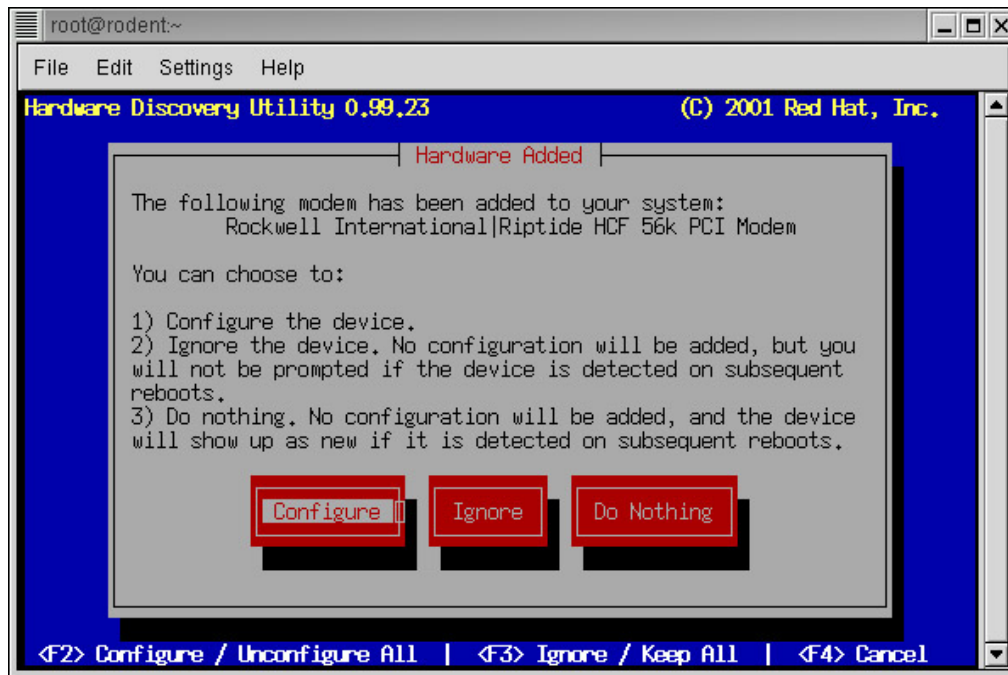 root@rodent:~
File Edit Settings Help
Hardware Discovery Utility 0.99.23 (C) 2001 Red Hat, Inc.
Hardware Added
The following modem has been added to your system:
Rockwell International|Riptide HCF 56k PCI Modem
You can choose to:
1) Configure the device.
2) Ignore the device. No configuration will be added, but you
will not be prompted if the device is detected on subsequent
reboots.
3) Do nothing. No configuration will be added, and the device
will show up as new if it is detected on subsequent reboots.
Configure Ignore Do Nothing
<F2> Configure / Unconfigure All | <F3> Ignore / Keep All | <F4> Cancel